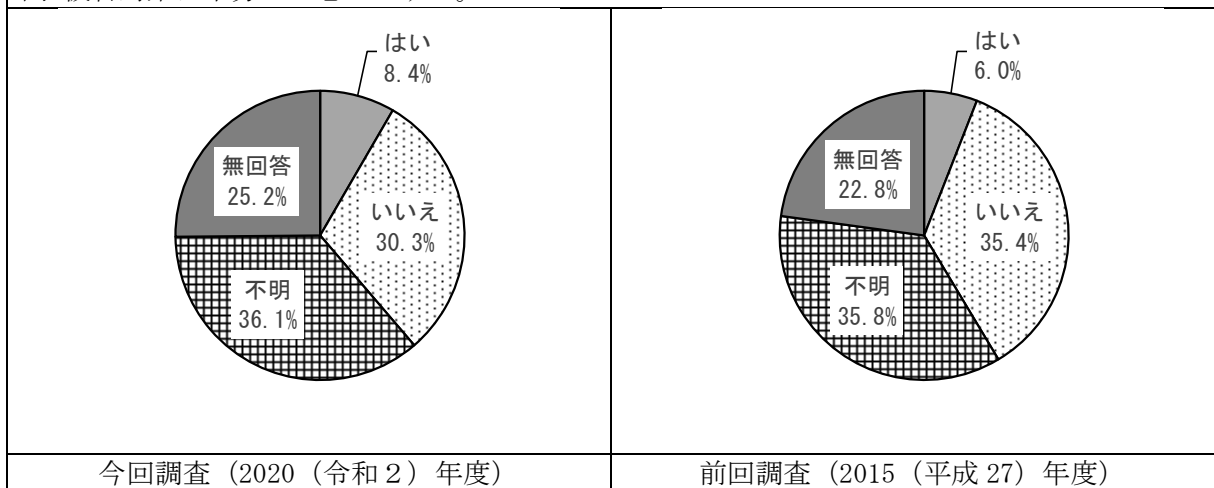 はい
8.4%
いいえ
30.3%
不明
36.1%
無回答
25.2%
今回調査（2020（令和２）年度）
はい
6.0%
いいえ
35.4%
不明
35.8%
無回答
22.8%
前回調査（2015（平成 27）年度）